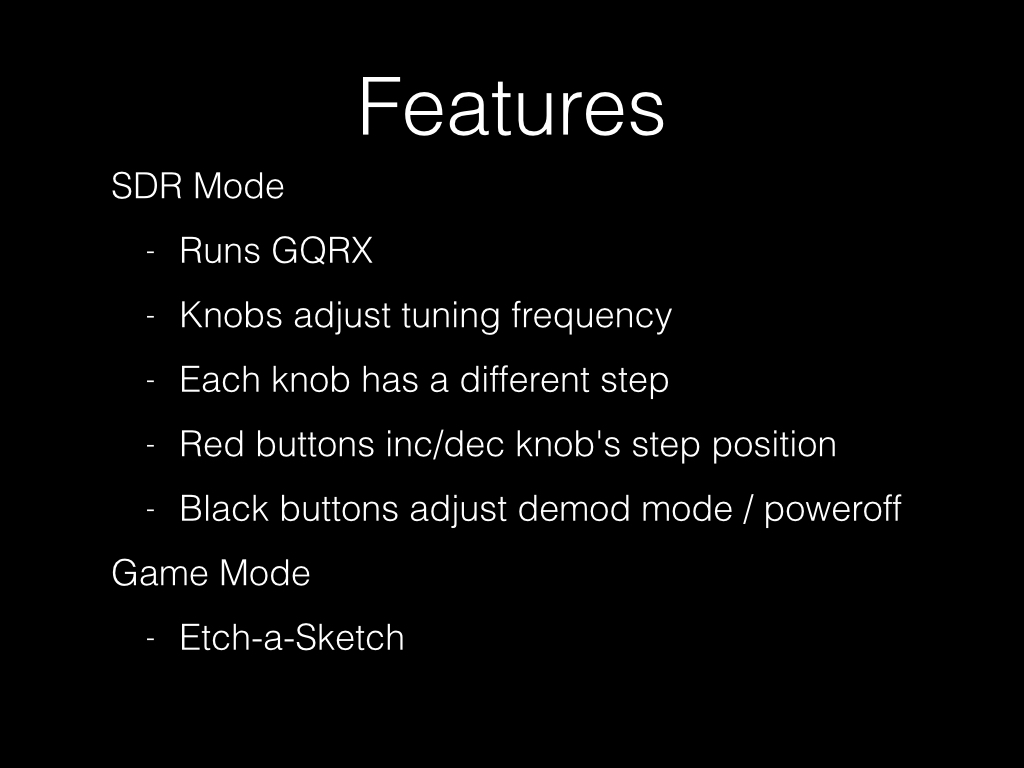 Features
SDR Mode
- Runs GQRX
- Knobs adjust tuning frequency
- Each knob has a different step
- Red buttons inc/dec knob's step position
- Black buttons adjust demod mode / poweroff
Game Mode
- Etch-a-Sketch